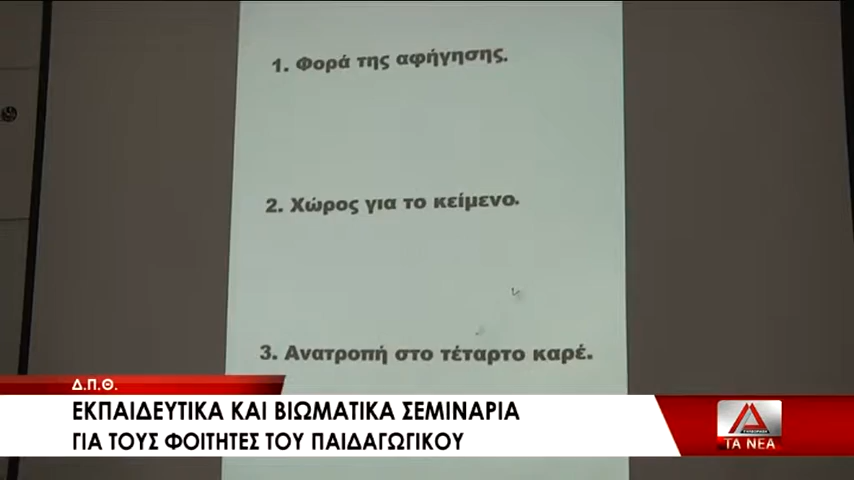 1. Φορά της αφήγησης.
2. Χώρος για το κείμενο.
3. Ανατροπή στο τέταρτο καρέ.
Δ.Π.Θ.
ΕΚΠΑΙΔΕΥΤΙΚΑ ΚΑΙ ΒΙΩΜΑΤΙΚΑ ΣΕΜΙΝΑΡΙΑ
ΓΙΑ ΤΟΥΣ ΦΟΙΤΗΤΕΣ ΤΟΥ ΠΑΙΔΑΓΩΓΙΚΟΥ
ΤΑ ΝΕΑ